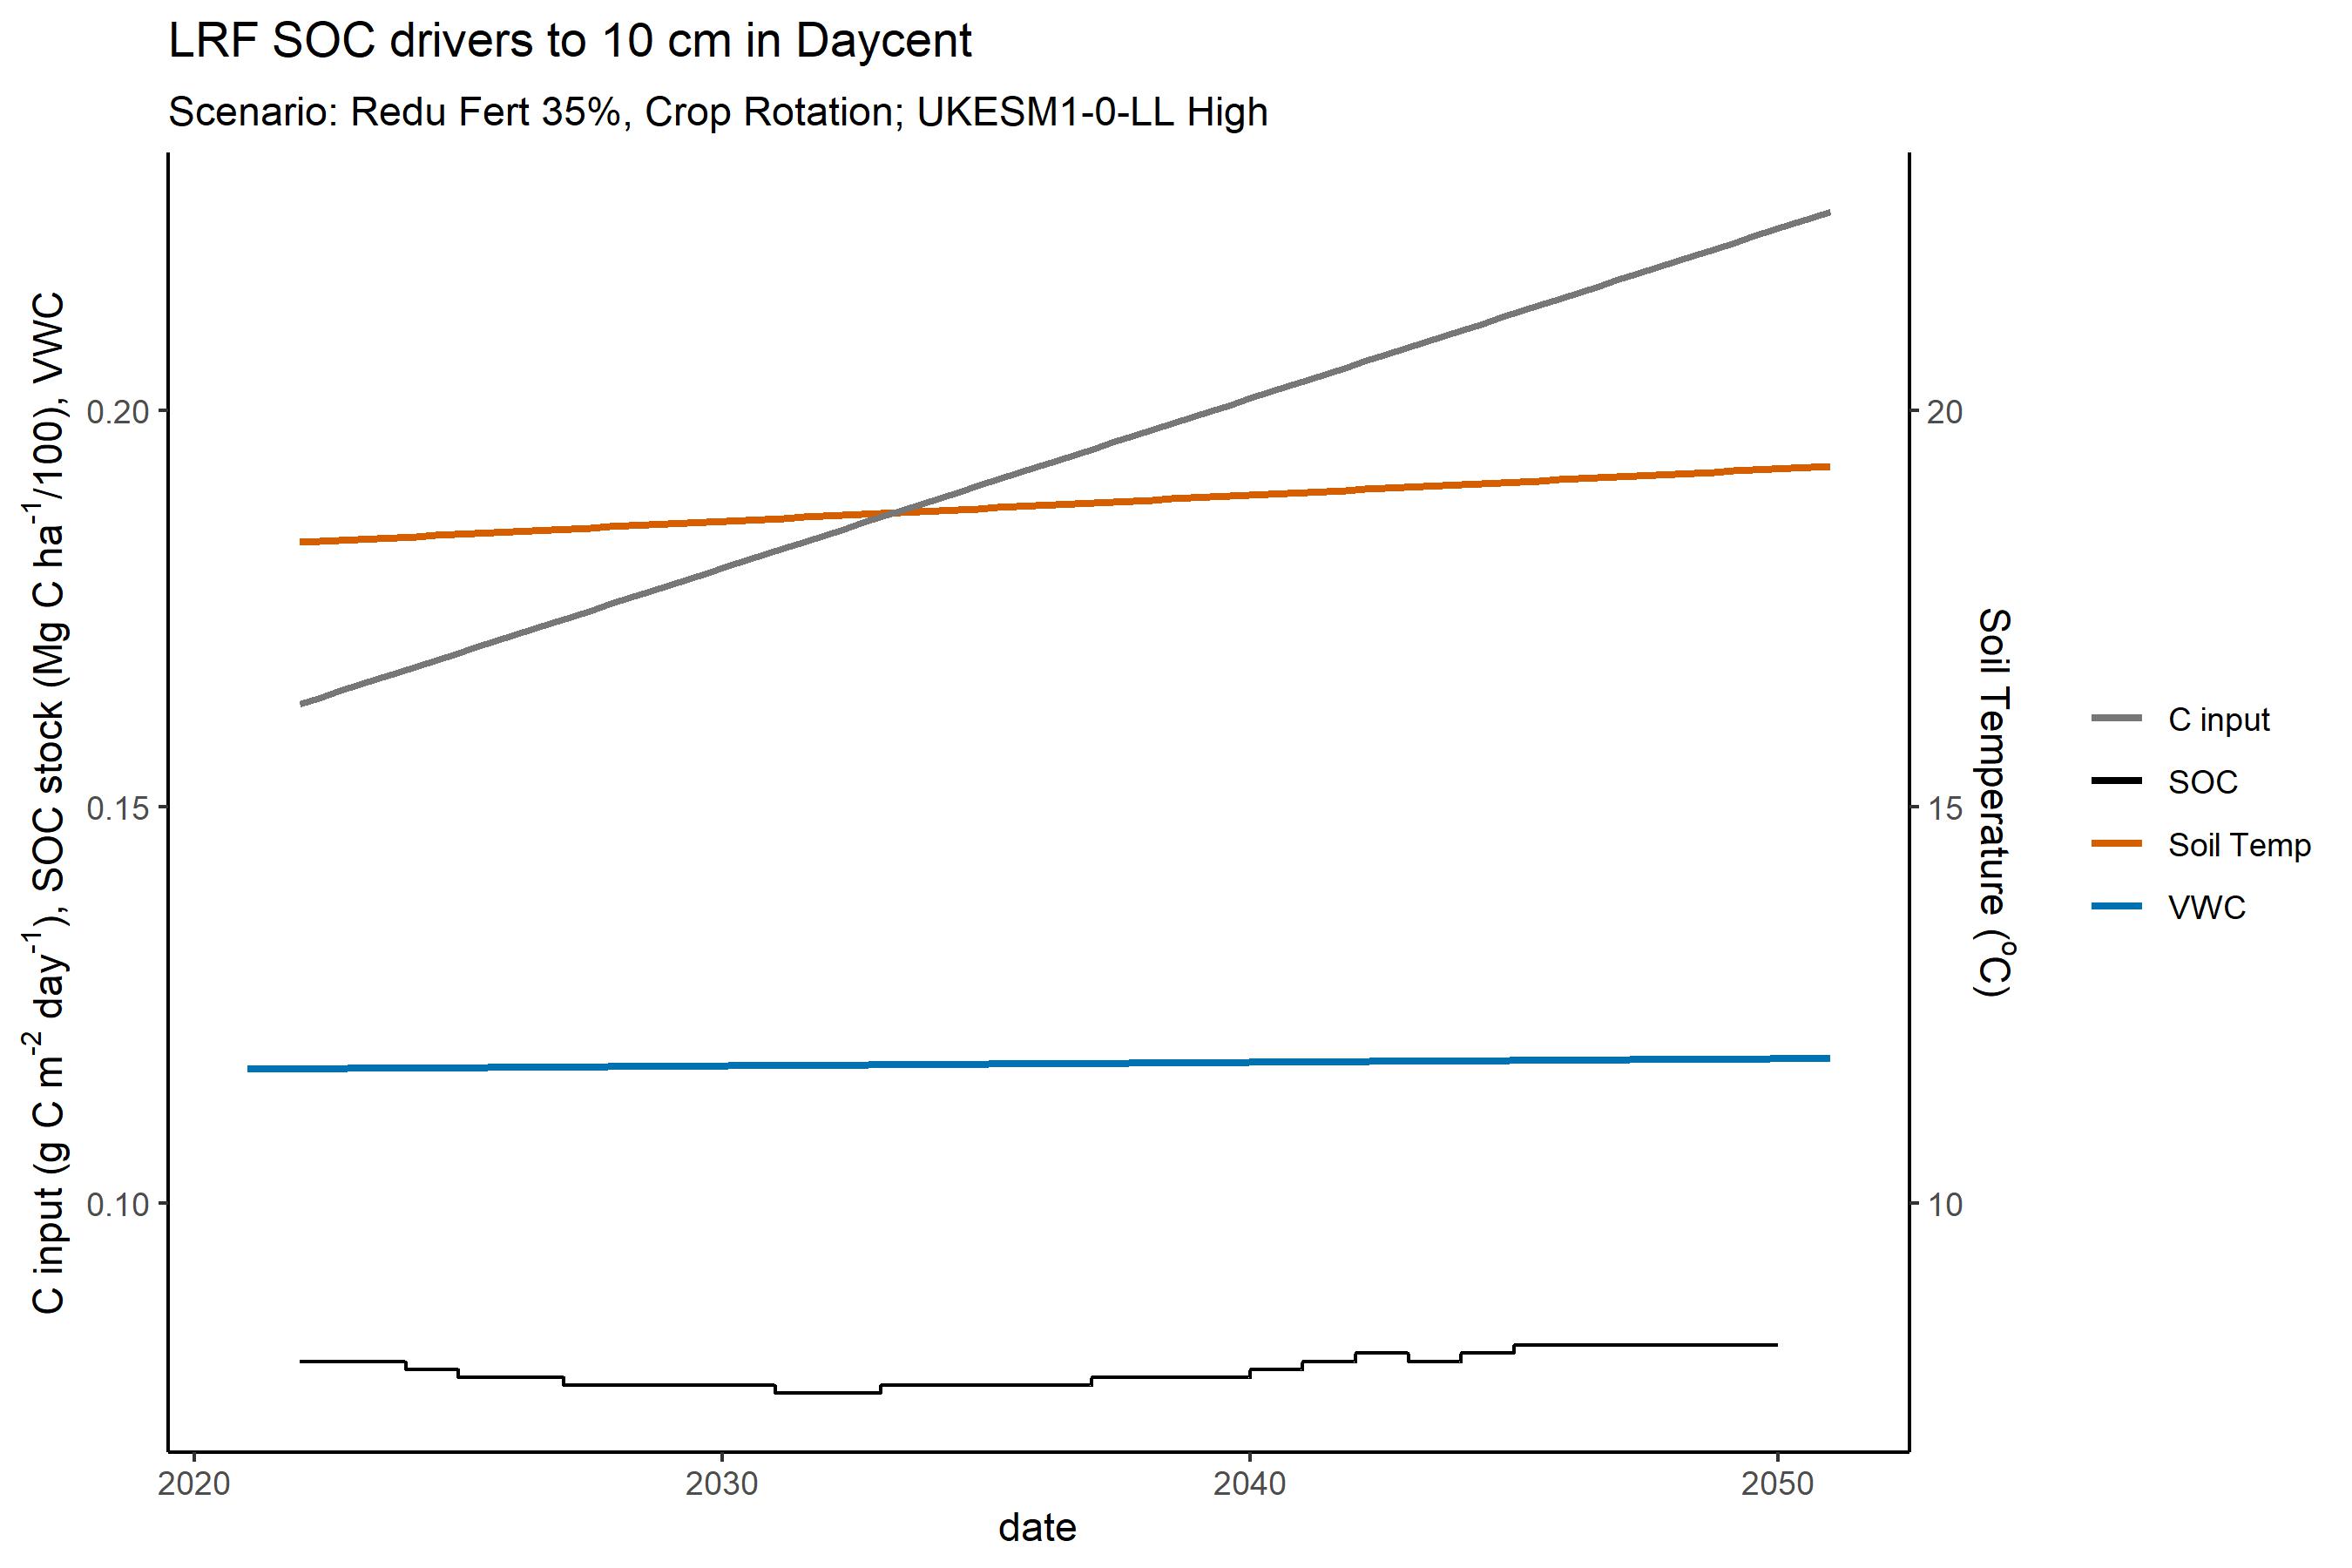 LRF SOC drivers to 10 cm in Daycent
Scenario: Redu Fert 35%, Crop Rotation; UKESM1-0-LL High
C input (g C m⁻² day⁻¹), SOC stock (Mg C ha⁻¹/100), VWC
0.20
0.15
0.10
20
15
10
Soil Temperature (°C)
C input
SOC
Soil Temp
VWC
2020 2030 2040 2050
date